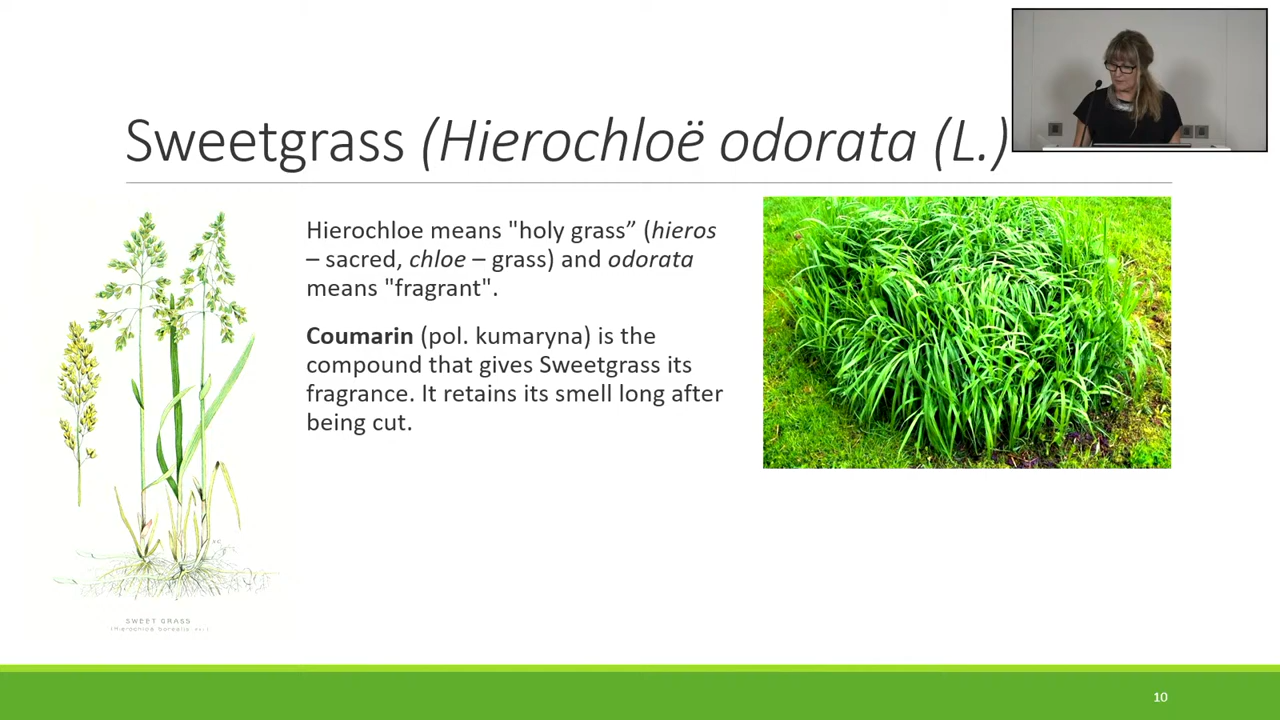 Sweetgrass (Hierochloë odorata (L.)
Hierochloe means "holy grass” (hieros
– sacred, chloe – grass) and odorata
means "fragrant".
Coumarin (pol. kumaryna) is the
compound that gives Sweetgrass its
fragrance. It retains its smell long after
being cut.
SWEET GRASS
10